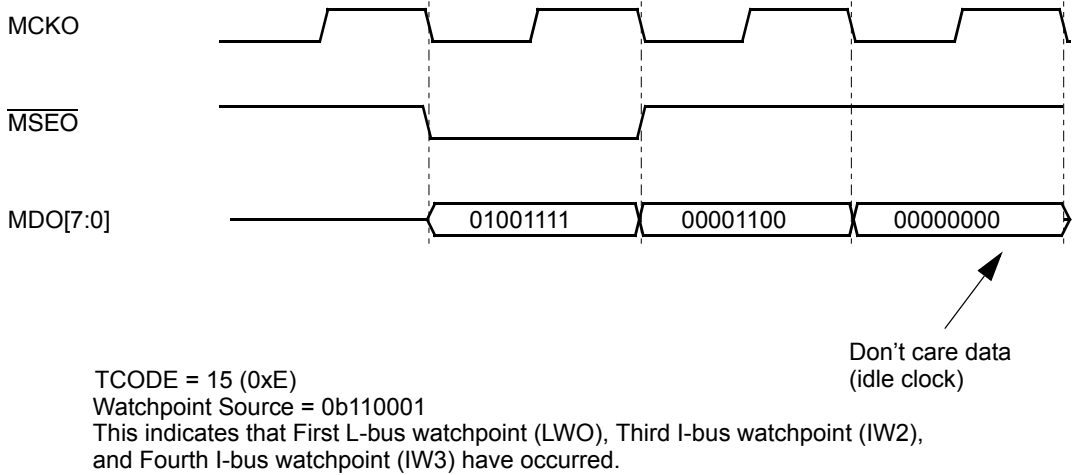 MCKO
MSEO
MDO[7:0]
01001111
00001100
00000000
Don’t care data
(idle clock)
TCODE = 15 (0xE)
Watchpoint Source = 0b110001
This indicates that First L-bus watchpoint (LWO), Third I-bus watchpoint (IW2),
and Fourth I-bus watchpoint (IW3) have occurred.